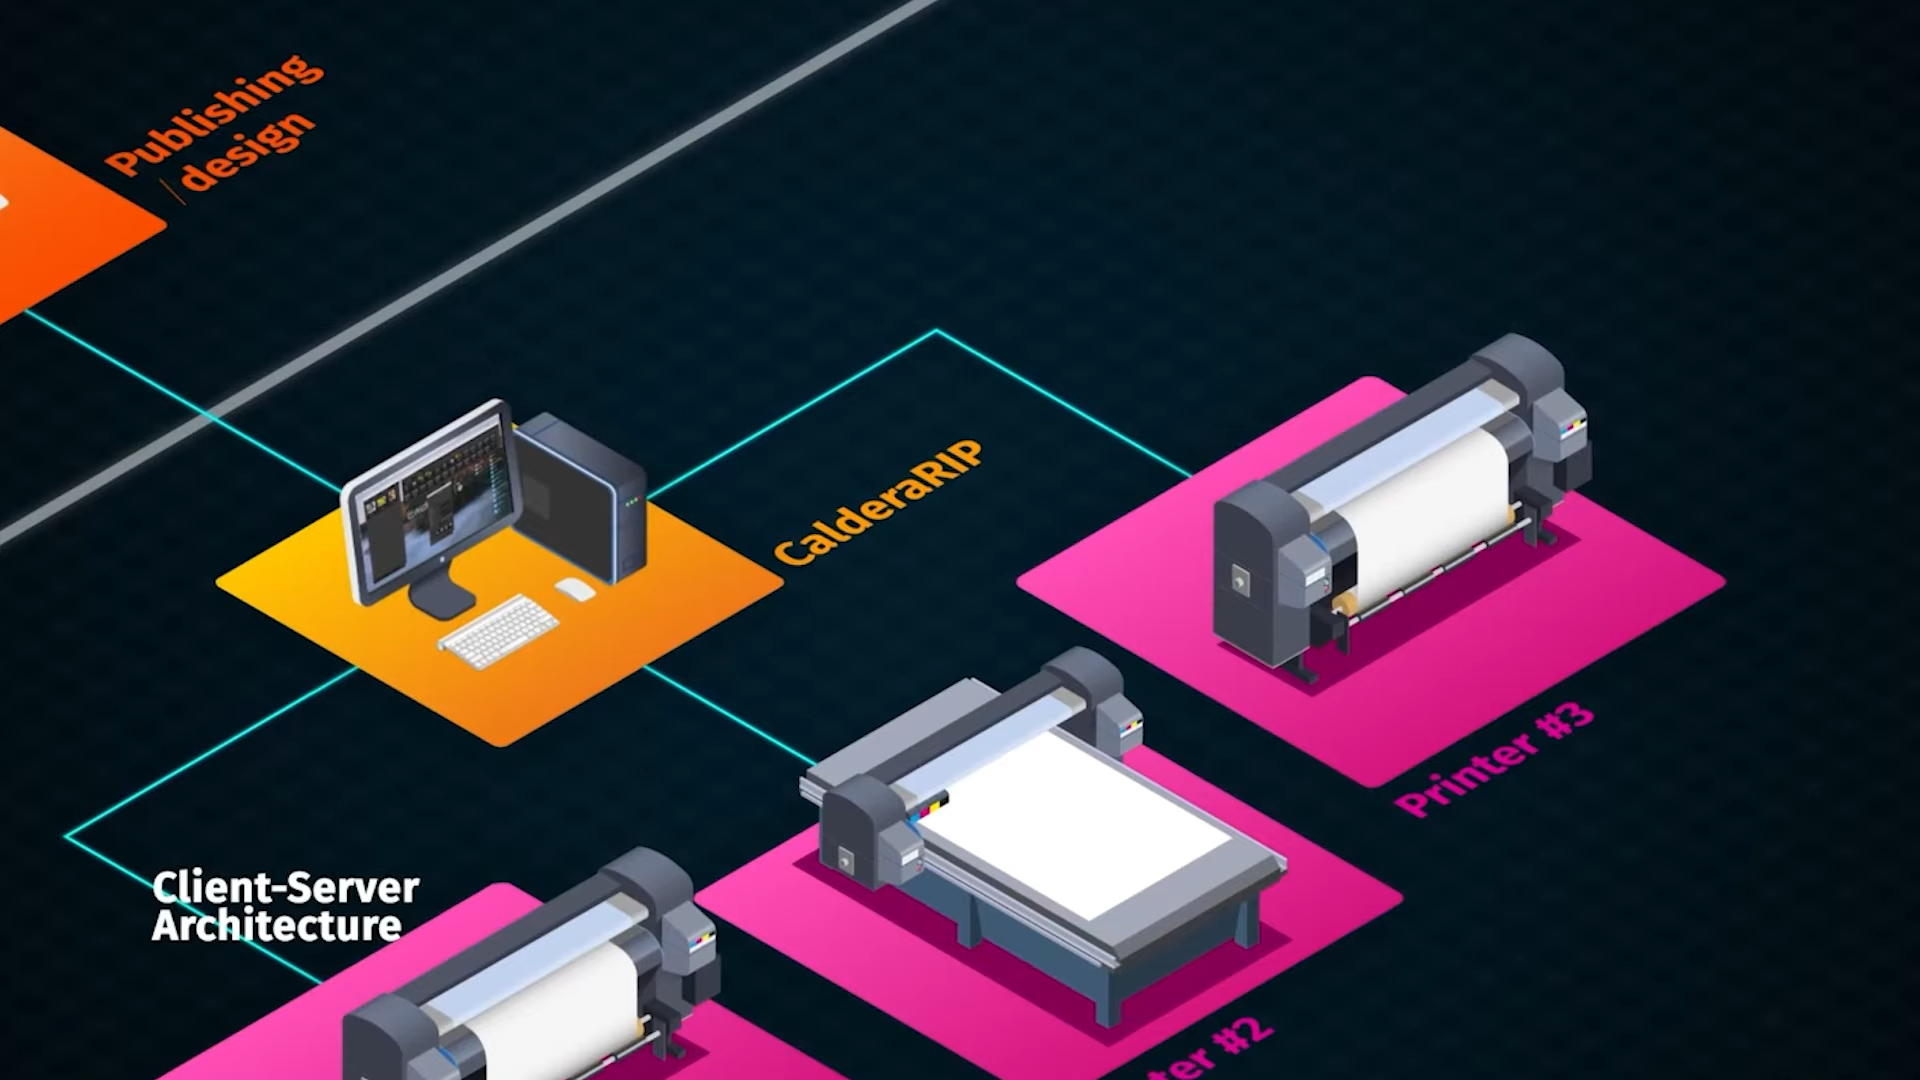 Publishing
/ design
CalderaRIP
Printer #3
Client-Server
Architecture
#2